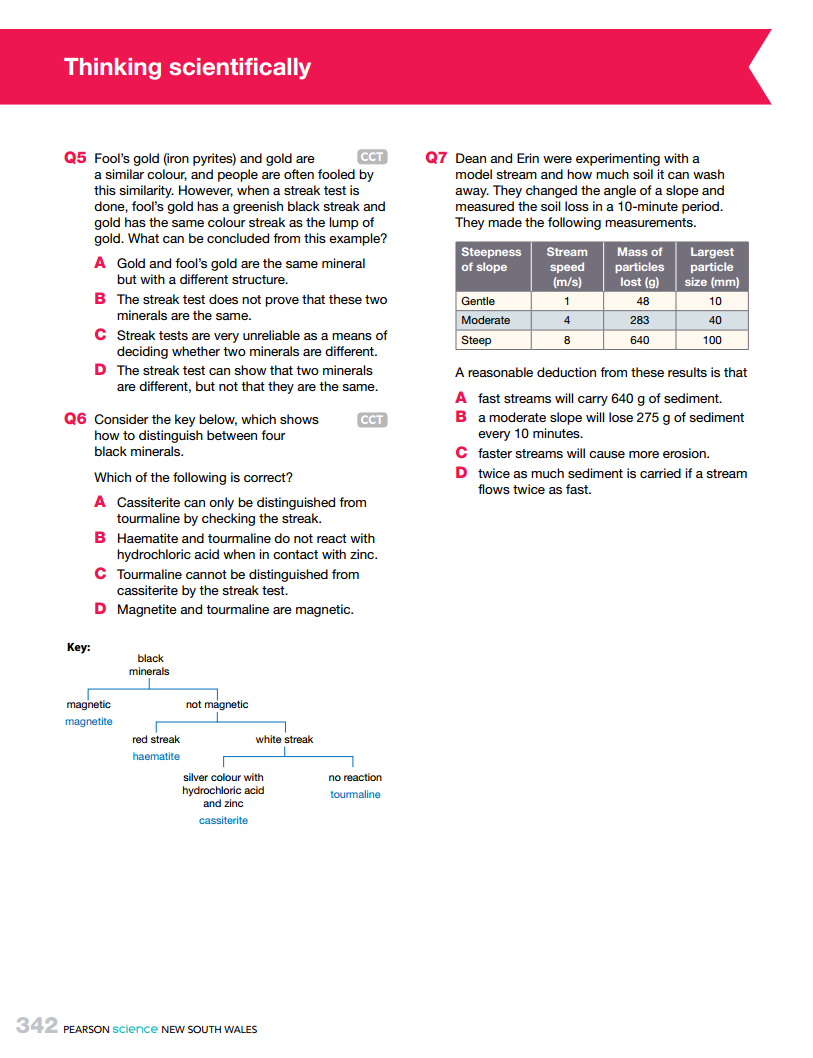 Thinking scientifically
Q5 Fool's gold (iron pyrites) and gold are CCT
a similar colour, and people are often fooled by
this similarity. However, when a streak test is
done, fool's gold has a greenish black streak and
gold has the same colour streak as the lump of
gold. What can be concluded from this example?
A Gold and fool's gold are the same mineral
but with a different structure.
B The streak test does not prove that these two
minerals are the same.
C Streak tests are very unreliable as a means of
deciding whether two minerals are different.
D The streak test can show that two minerals
are different, but not that they are the same.
Q6 Consider the key below, which shows CCT
how to distinguish between four
black minerals.
Which of the following is correct?
A Cassiterite can only be distinguished from
tourmaline by checking the streak.
B Haematite and tourmaline do not react with
hydrochloric acid when in contact with zinc.
C Tourmaline cannot be distinguished from
cassiterite by the streak test.
D Magnetite and tourmaline are magnetic.
Key:
black
minerals
magnetic not magnetic
magnetite
red streak white streak
haematite
silver colour with no reaction
hydrochloric acid tourmaline
and zinc
cassiterite
Q7 Dean and Erin were experimenting with a
model stream and how much soil it can wash
away. They changed the angle of a slope and
measured the soil loss in a 10-minute period.
They made the following measurements.
Steepness Stream Mass of Largest
of slope speed particles particle
(m/s) lost (g) size (mm)
Gentle 1 48 10
Moderate 4 283 40
Steep 8 640 100
A reasonable deduction from these results is that
A fast streams will carry 640 g of sediment.
B a moderate slope will lose 275 g of sediment
every 10 minutes.
C faster streams will cause more erosion.
D twice as much sediment is carried if a stream
flows twice as fast.
342 PEARSON science NEW SOUTH WALES